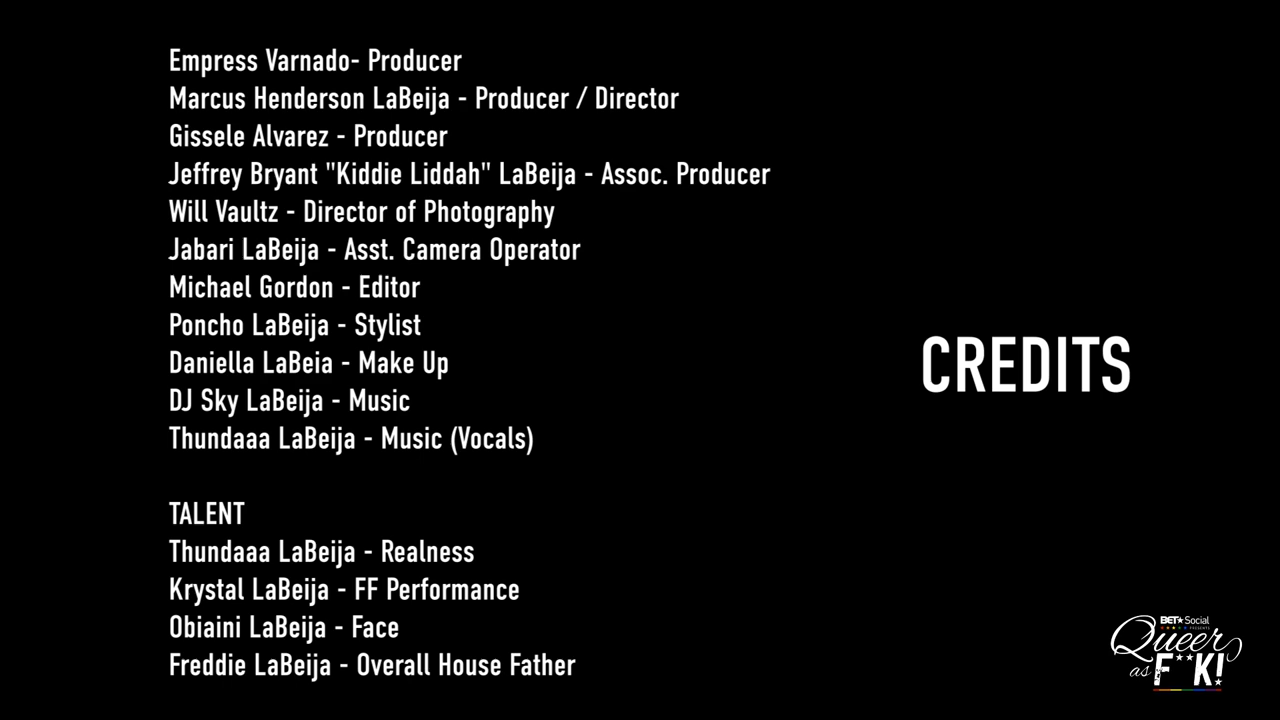 Empress Varnado- Producer
Marcus Henderson LaBeija - Producer / Director
Gissele Alvarez - Producer
Jeffrey Bryant "Kiddie Liddah" LaBeija - Assoc. Producer
Will Vaultz - Director of Photography
Jabari LaBeija - Asst. Camera Operator
Michael Gordon - Editor
Poncho LaBeija - Stylist
Daniella LaBeia - Make Up
DJ Sky LaBeija - Music
Thundaaa LaBeija - Music (Vocals)
TALENT
Thundaaa LaBeija - Realness
Krystal LaBeija - FF Performance
Obiaini LaBeija - Face
Freddie LaBeija - Overall House Father
CREDITS
BET★Social
PRESENTS
Queer
as F**K!